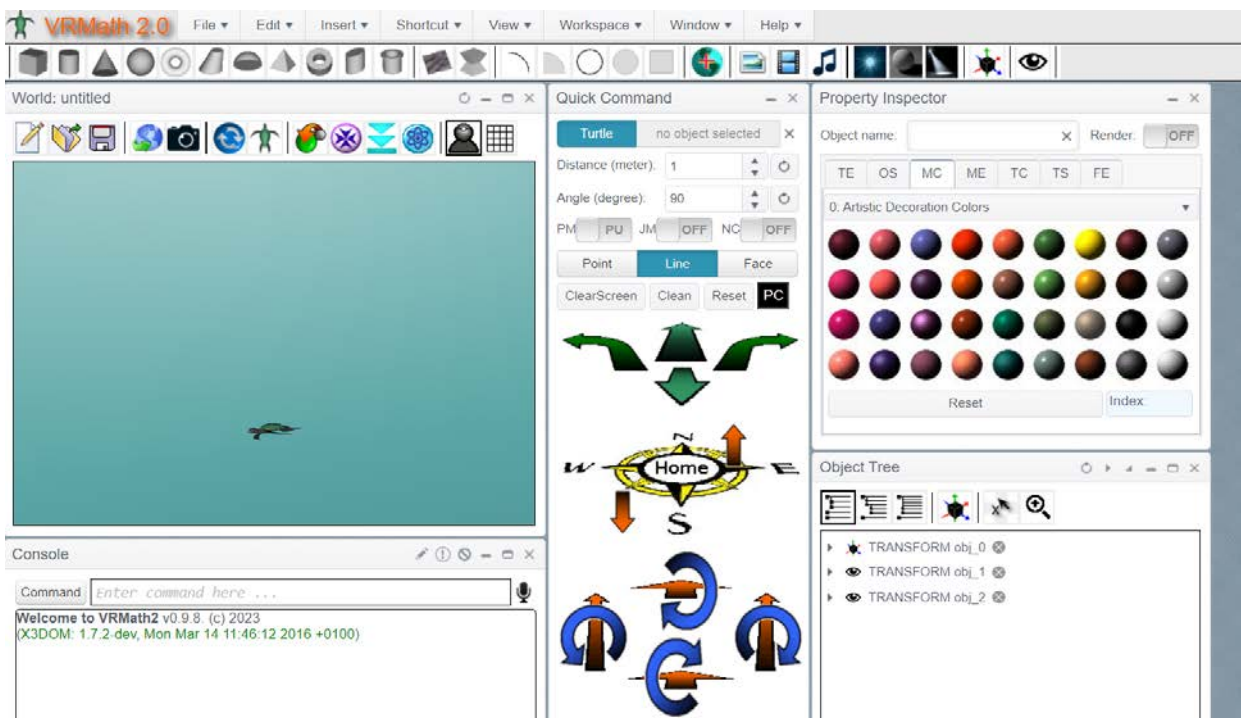 VRMath 2.0 File ▾ Edit ▾ Insert ▾ Shortcut ▾ View ▾ Workspace ▾ Window ▾ Help ▾
World: untitled
Quick Command
Turtle no object selected
Distance (meter): 1
Angle (degree): 90
PM PU JM OFF NC OFF
Point Line Face
ClearScreen Clean Reset PC
N
W Home E
S
Property Inspector
Object name: Render: OFF
TE OS MC ME TC TS FE
0: Artistic Decoration Colors
Reset Index:
Object Tree
TRANSFORM obj_0
TRANSFORM obj_1
TRANSFORM obj_2
Console
Command Enter command here ...
Welcome to VRMath2 v0.9.8. (c) 2023
(X3DOM: 1.7.2-dev, Mon Mar 14 11:46:12 2016 +0100)